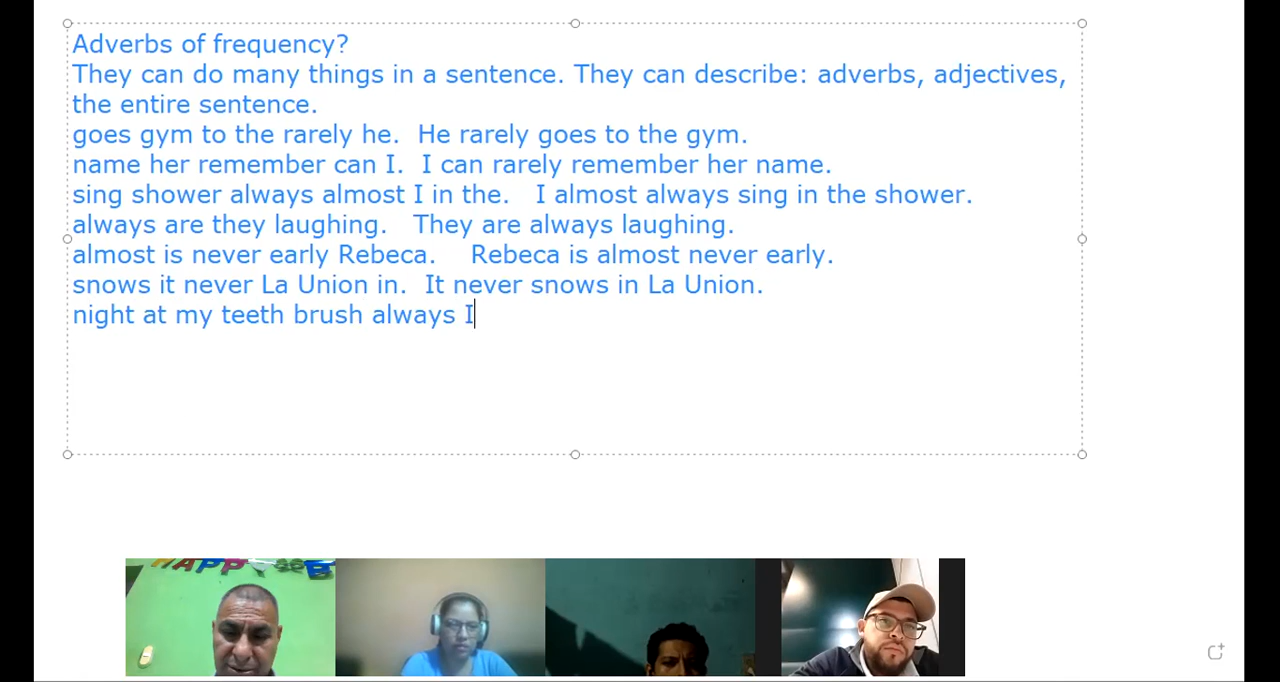 Adverbs of frequency?
They can do many things in a sentence. They can describe: adverbs, adjectives,
the entire sentence.
goes gym to the rarely he.  He rarely goes to the gym.
name her remember can I.  I can rarely remember her name.
sing shower always almost I in the.   I almost always sing in the shower.
always are they laughing.   They are always laughing.
almost is never early Rebeca.    Rebeca is almost never early.
snows it never La Union in.  It never snows in La Union.
night at my teeth brush always I
HAPPY